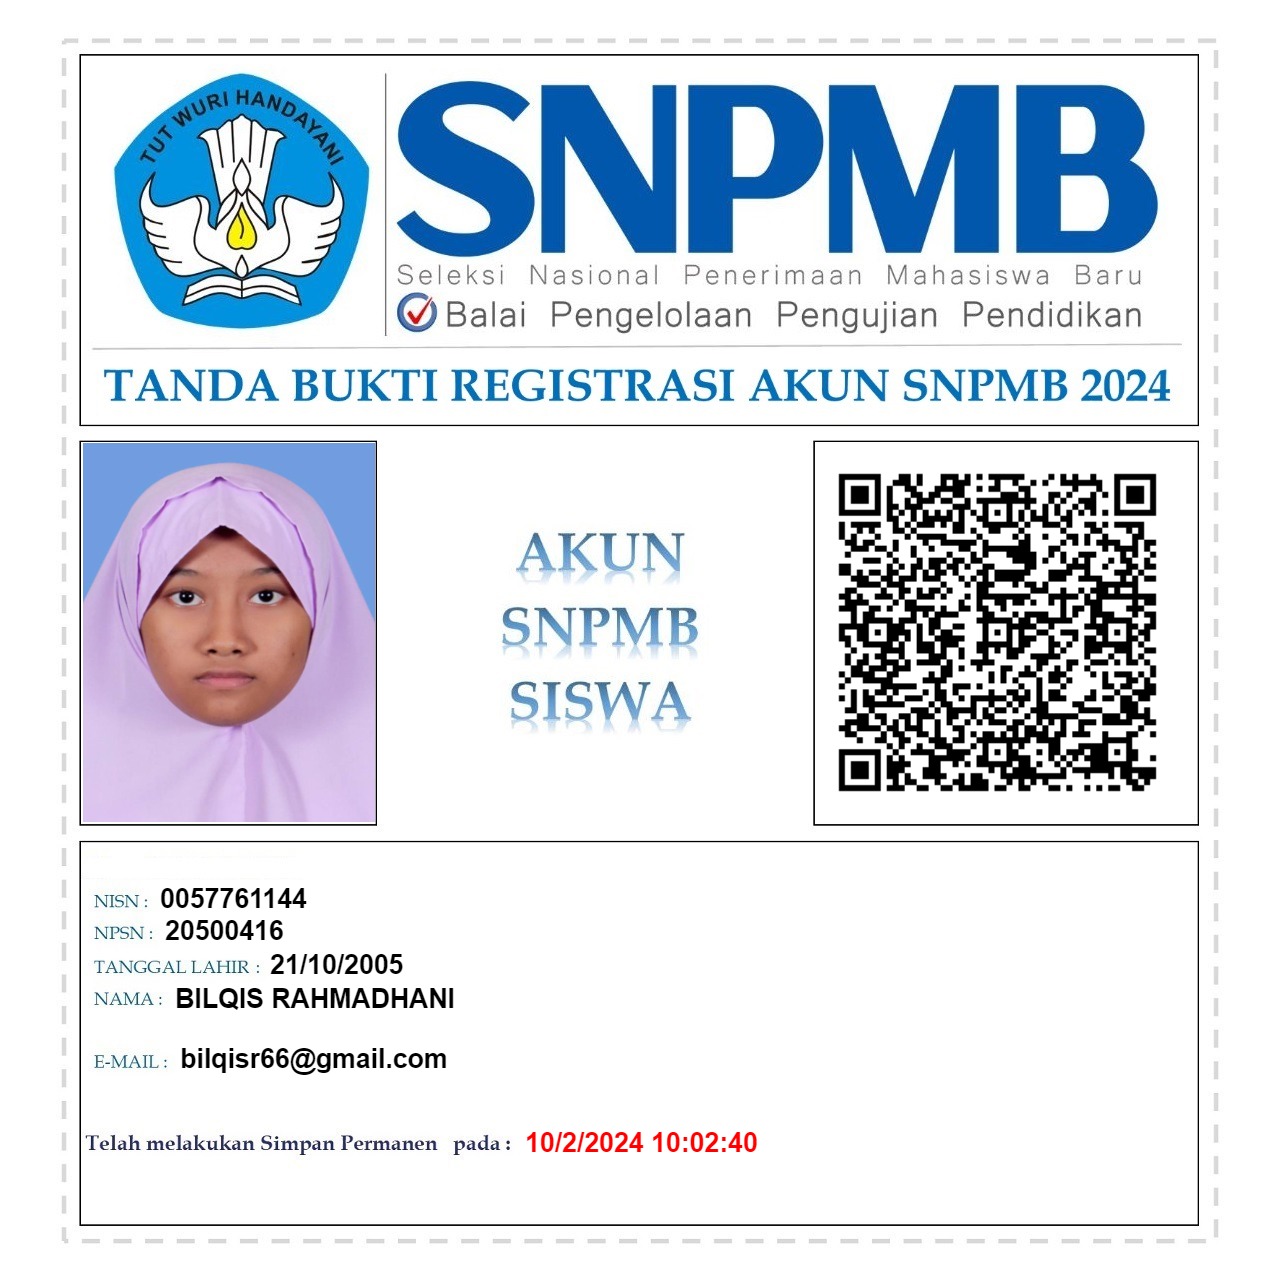 TUT WURI HANDAYANI
SNPMB
Seleksi Nasional Penerimaan Mahasiswa Baru
Balai Pengelolaan Pengujian Pendidikan
TANDA BUKTI REGISTRASI AKUN SNPMB 2024
AKUN
SNPMB
SISWA
NISN : 0057761144
NPSN : 20500416
TANGGAL LAHIR : 21/10/2005
NAMA : BILQIS RAHMADHANI
E-MAIL : bilqisr66@gmail.com
Telah melakukan Simpan Permanen pada : 10/2/2024 10:02:40